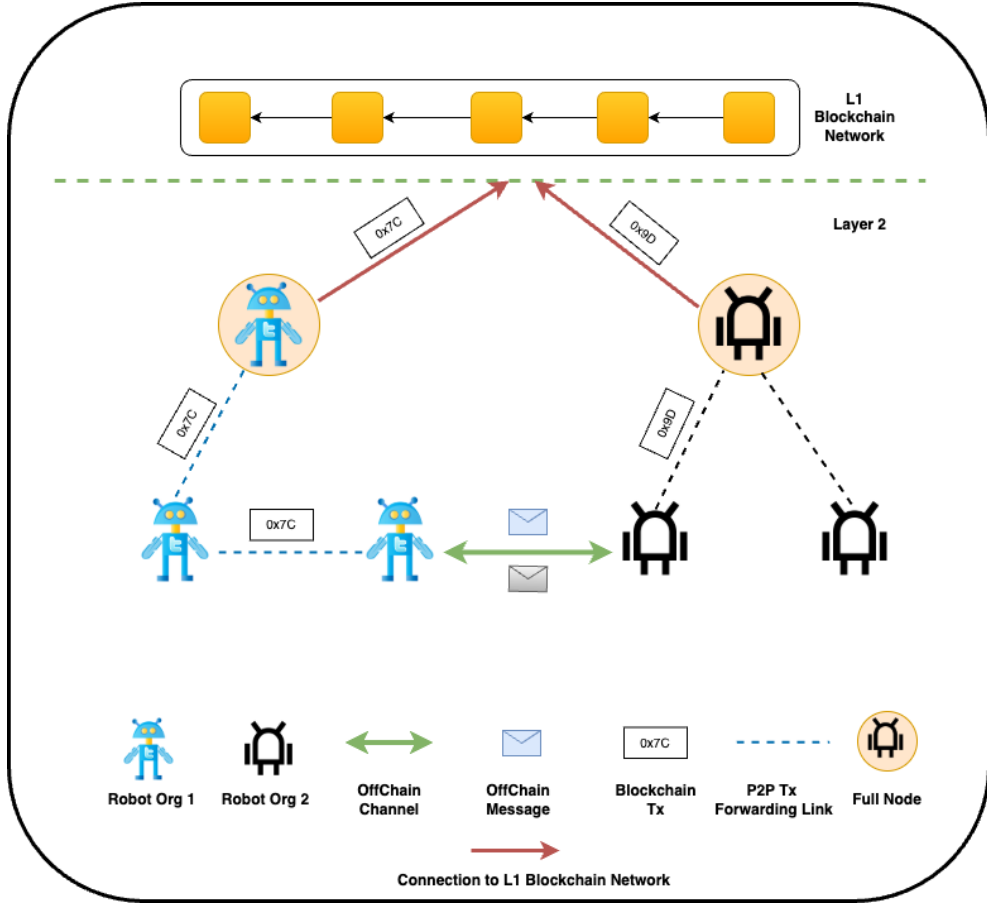 L1
Blockchain
Network
Layer 2
0x7C
0x9D
0x7C
0x9D
0x7C
Robot Org 1
Robot Org 2
OffChain
Channel
OffChain
Message
0x7C
Blockchain
Tx
P2P Tx
Forwarding Link
Full Node
Connection to L1 Blockchain Network